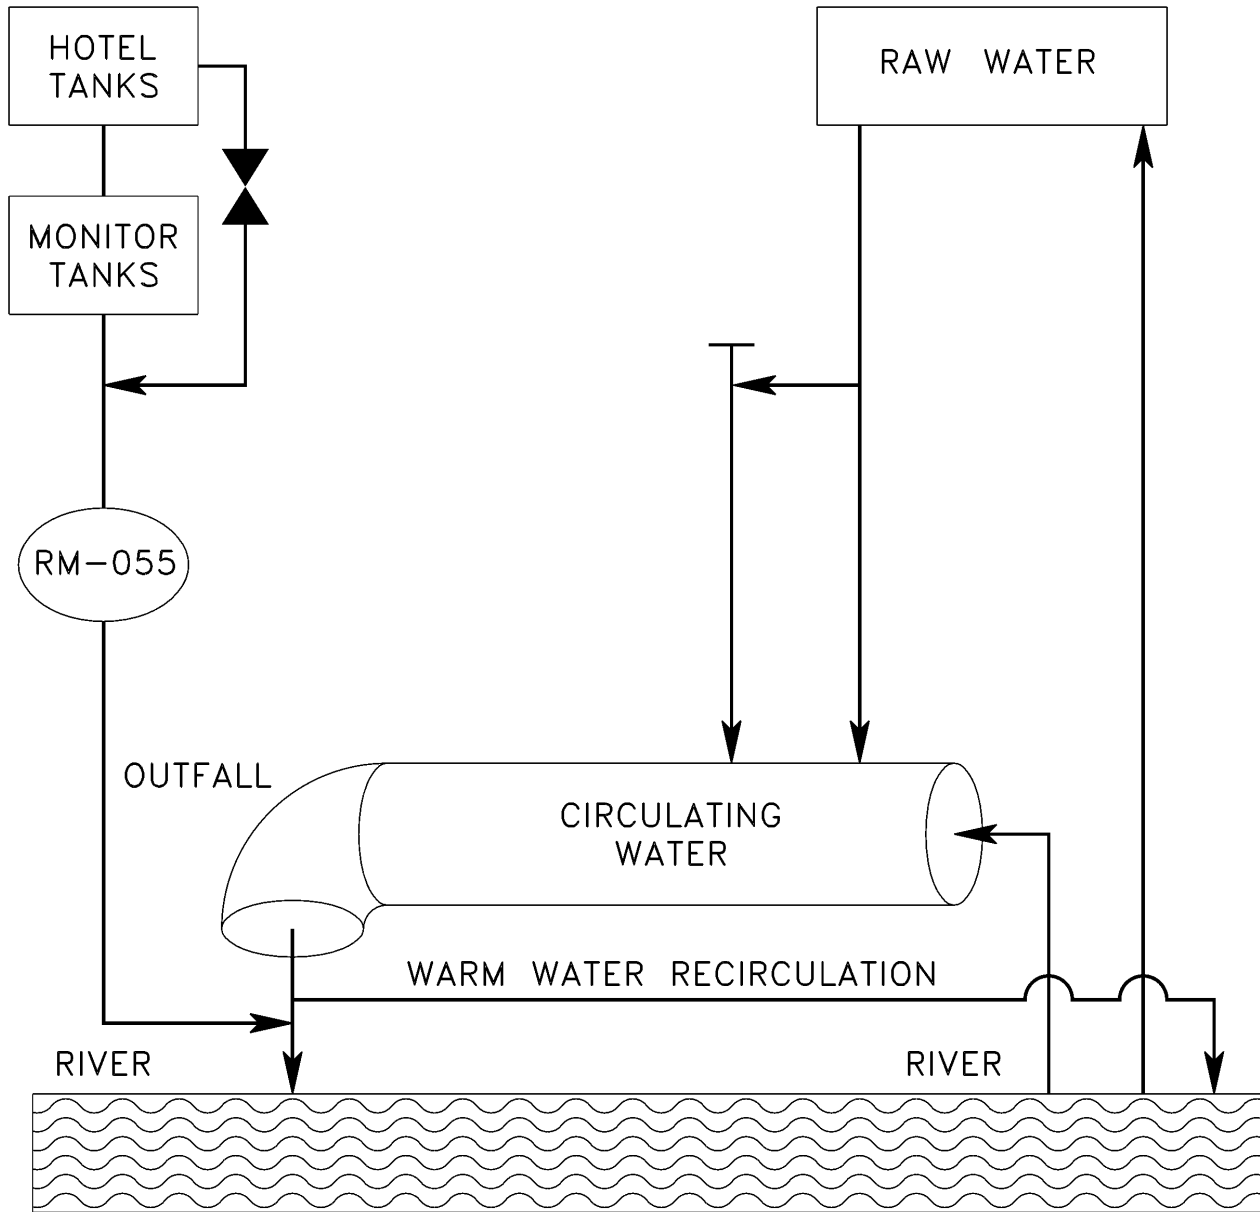 HOTEL
TANKS
RAW WATER
MONITOR
TANKS
RM-055
OUTFALL
CIRCULATING
WATER
WARM WATER RECIRCULATION
RIVER
RIVER